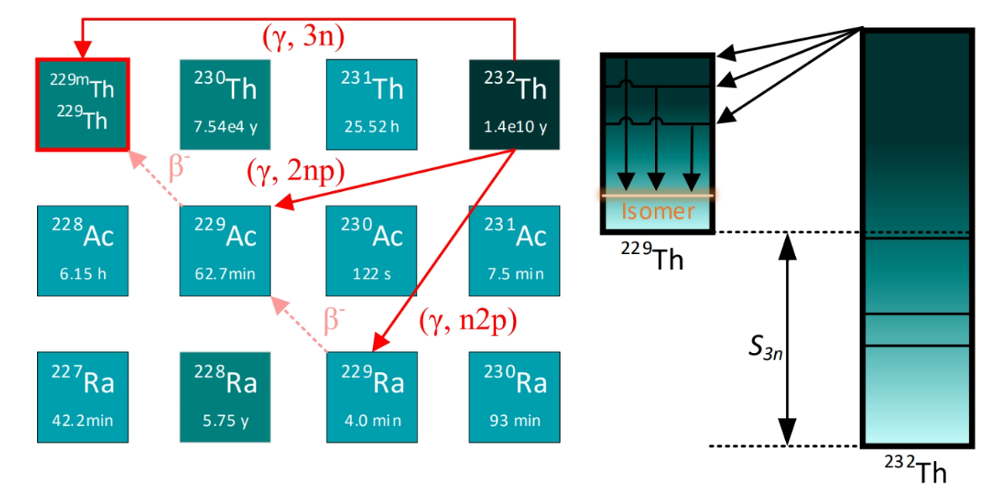 (γ, 3n)
²²⁹ᵐTh
²²⁹Th
²³⁰Th
7.54e4 y
²³¹Th
25.52 h
²³²Th
1.4e10 y
β⁻
(γ, 2np)
²²⁸Ac
6.15 h
²²⁹Ac
62.7min
²³⁰Ac
122 s
²³¹Ac
7.5 min
β⁻
(γ, n2p)
²²⁷Ra
42.2min
²²⁸Ra
5.75 y
²²⁹Ra
4.0 min
²³⁰Ra
93 min
Isomer
²²⁹Th
S₃ₙ
²³²Th